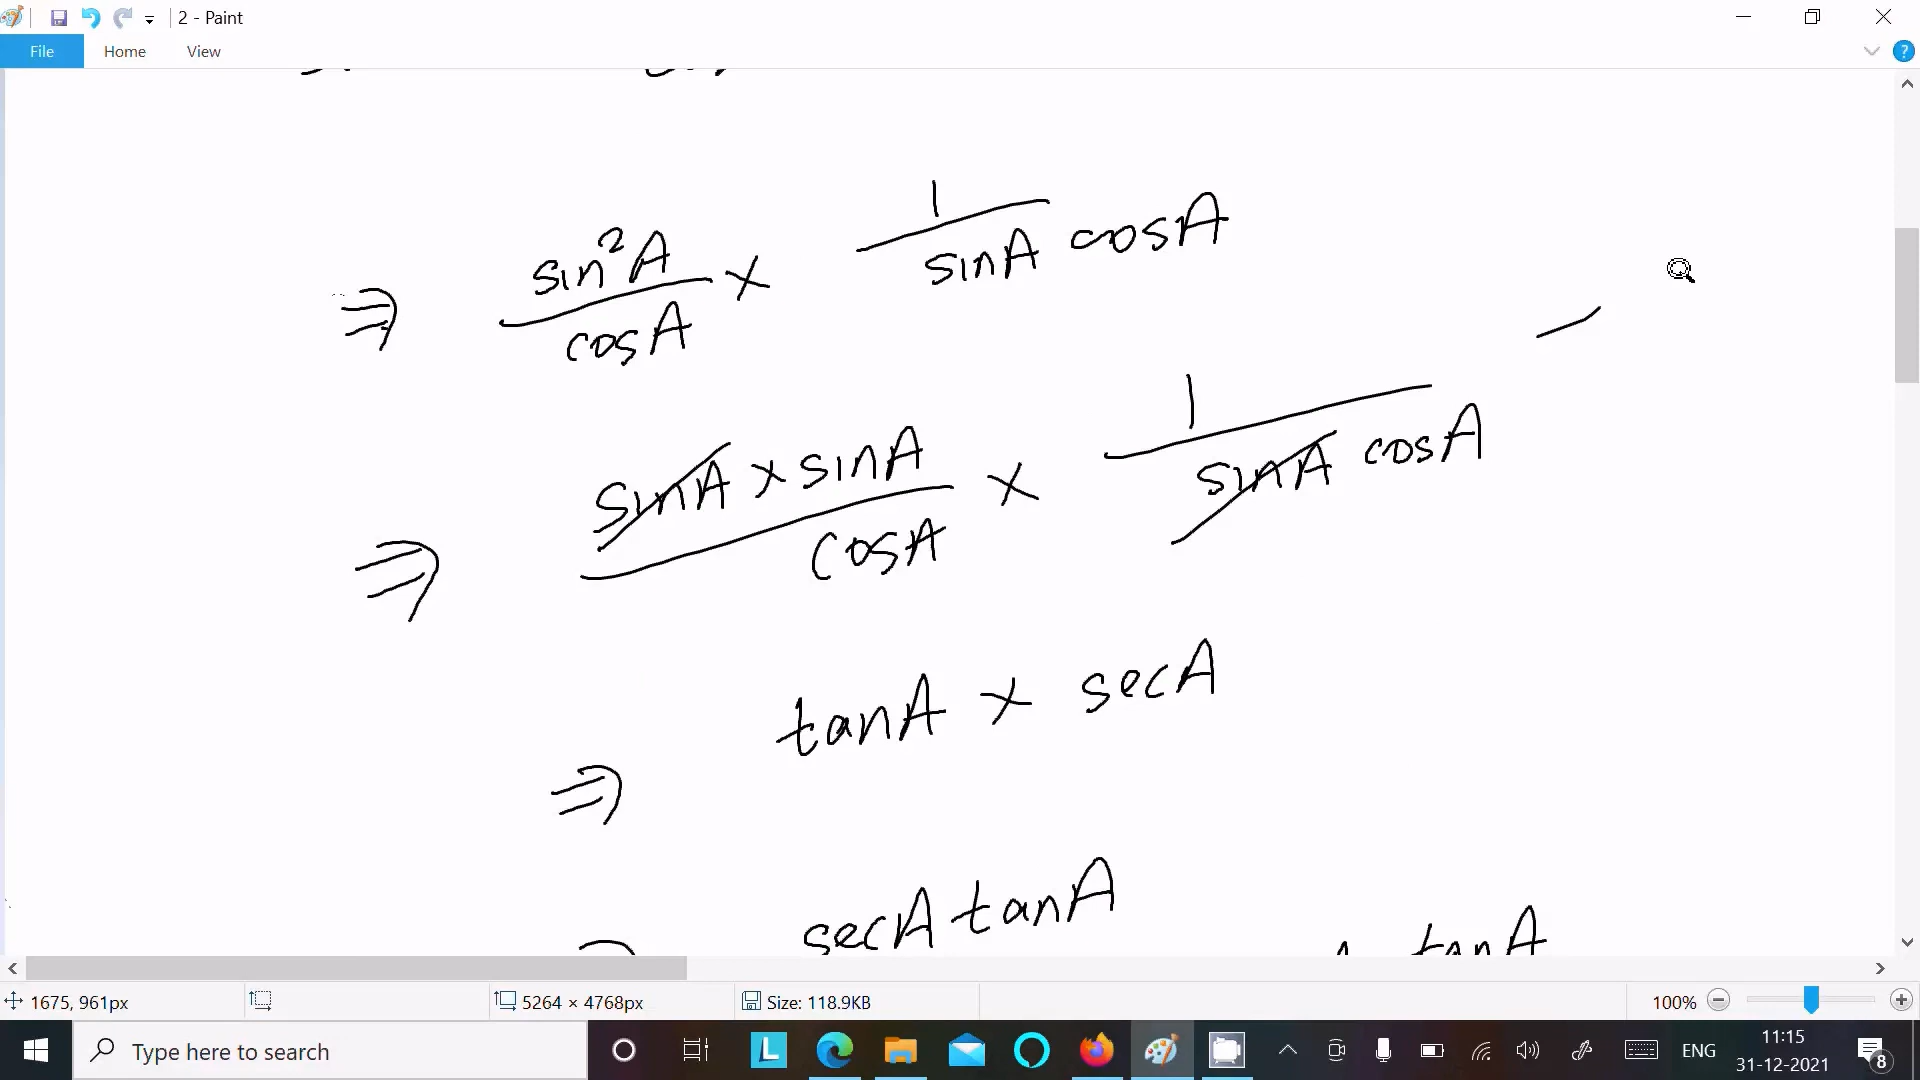 2 - Paint
File Home View
⇒ sin²A / cosA × 1 / sinA cosA
⇒ sinA × sinA / cosA × 1 / sinA cosA
⇒ tanA × secA
⇒ secA tanA
tanA
1675, 961px 5264 × 4768px Size: 118.9KB 100%
Type here to search
L
ENG 11:15
31-12-2021
8